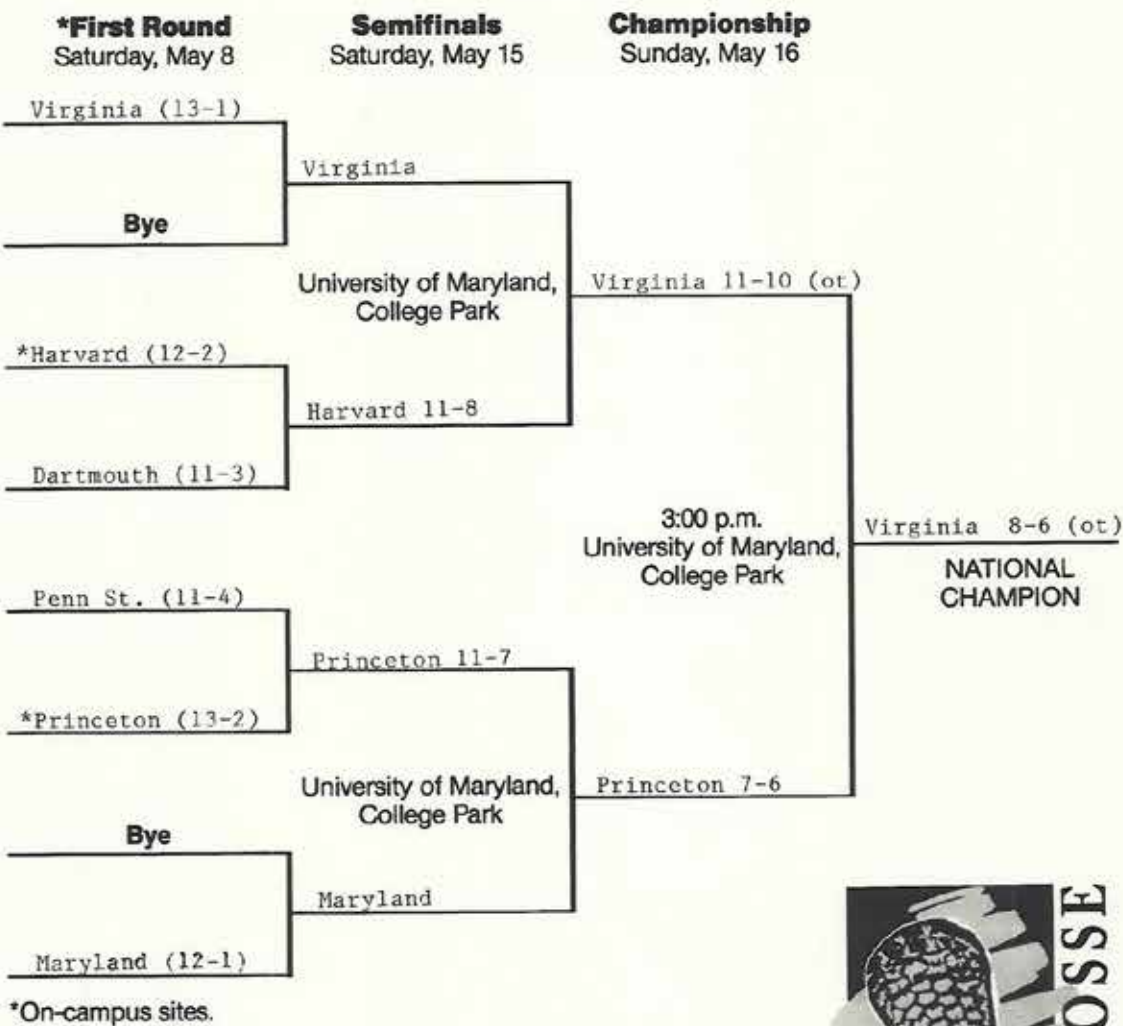 *First Round
Saturday, May 8
Semifinals
Saturday, May 15
Championship
Sunday, May 16
Virginia (13-1)
Bye
Virginia
University of Maryland,
College Park
*Harvard (12-2)
Harvard 11-8
Dartmouth (11-3)
Virginia 11-10 (ot)
3:00 p.m.
University of Maryland,
College Park
Virginia 8-6 (ot)
NATIONAL
CHAMPION
Penn St. (11-4)
Princeton 11-7
*Princeton (13-2)
University of Maryland,
College Park
Princeton 7-6
Bye
Maryland
Maryland (12-1)
*On-campus sites.
OSSE